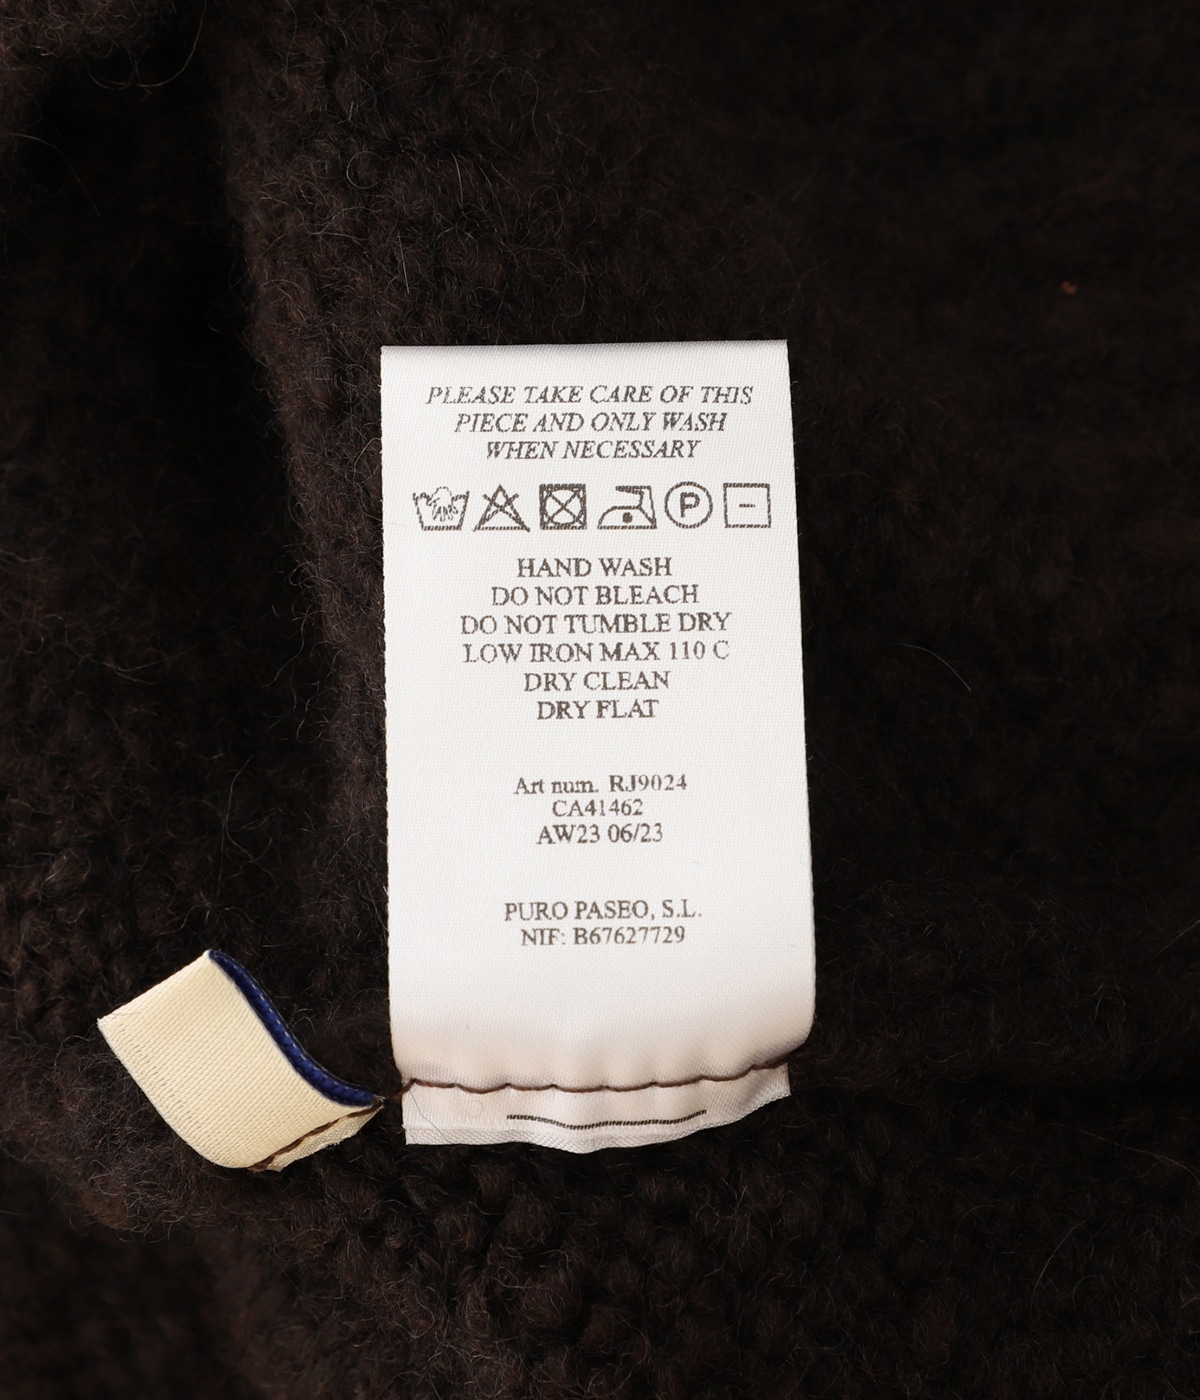 PLEASE TAKE CARE OF THIS
PIECE AND ONLY WASH
WHEN NECESSARY
P
HAND WASH
DO NOT BLEACH
DO NOT TUMBLE DRY
LOW IRON MAX 110 C
DRY CLEAN
DRY FLAT
Art num. RJ9024
CA41462
AW23 06/23
PURO PASEO, S.L.
NIF: B67627729